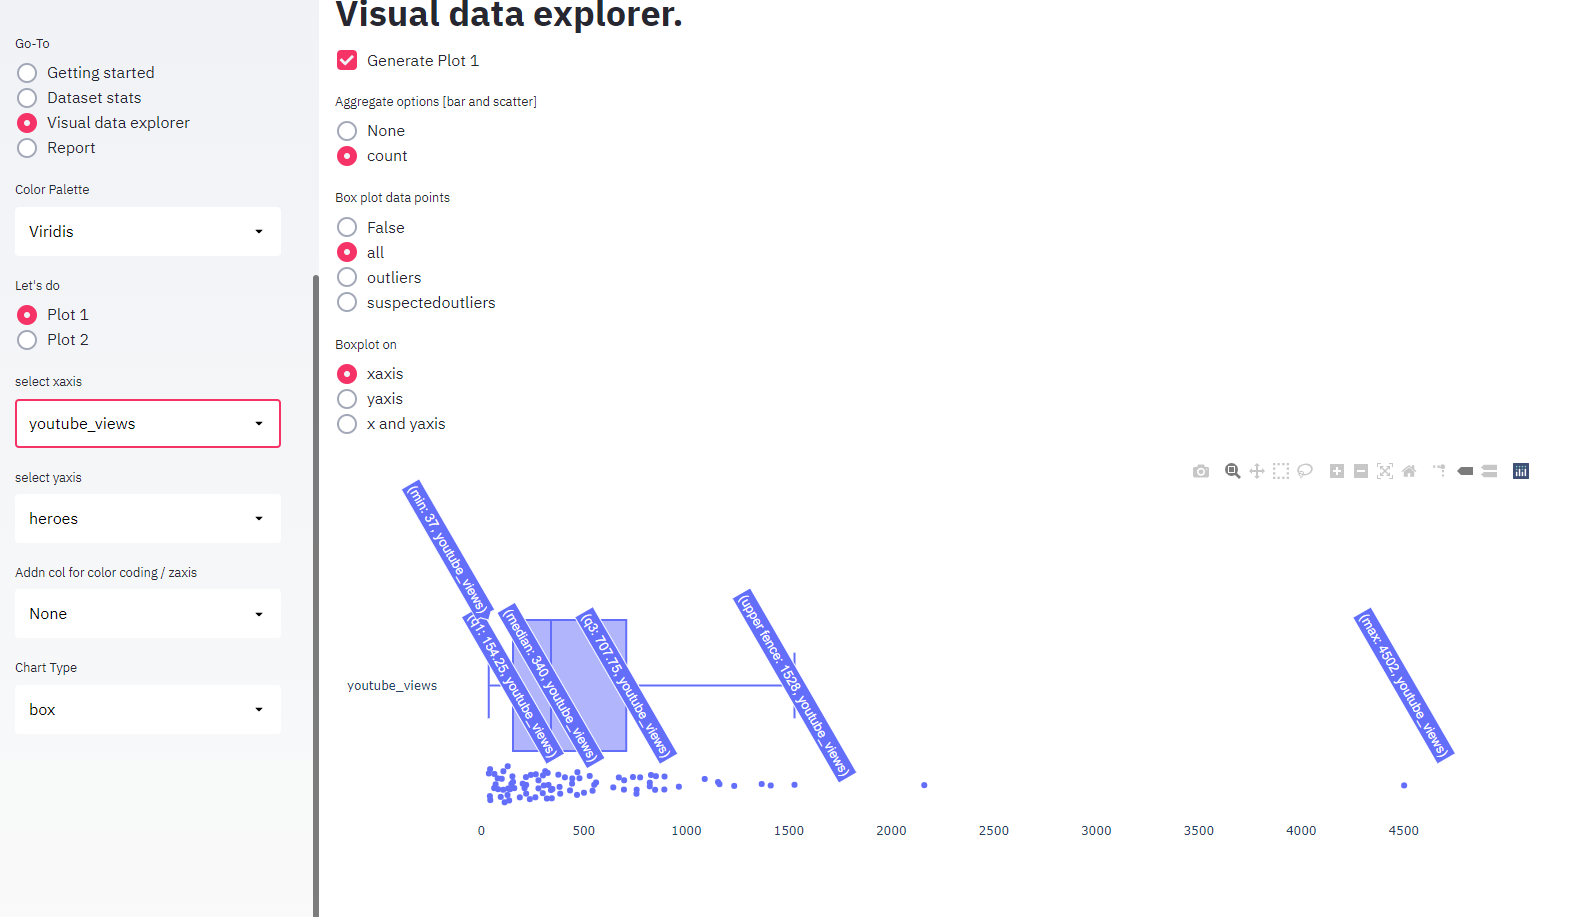 Go-To
Getting started
Dataset stats
Visual data explorer
Report
Color Palette
Viridis
Let's do
Plot 1
Plot 2
select xaxis
youtube_views
select yaxis
heroes
Addn col for color coding / zaxis
None
Chart Type
box
Visual data explorer.
Generate Plot 1
Aggregate options [bar and scatter]
None
count
Box plot data points
False
all
outliers
suspectedoutliers
Boxplot on
xaxis
yaxis
x and yaxis
(min: 37, youtube_views)
(q1: 154.25, youtube_views)
(median: 340, youtube_views)
(q3: 707.75, youtube_views)
(upper fence: 1528, youtube_views)
(max: 4502, youtube_views)
youtube_views
0 500 1000 1500 2000 2500 3000 3500 4000 4500